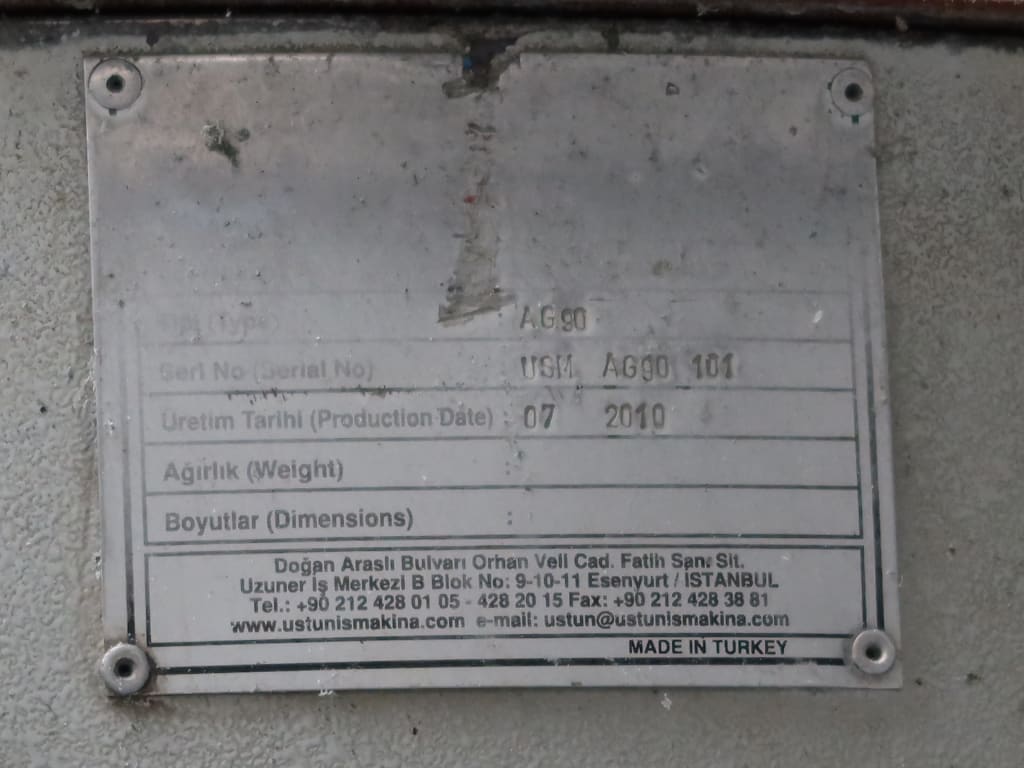 Tipi (Type) : AG90
Seri No (Serial No) USM AG90 101
Üretim Tarihi (Production Date) : 07 2010
Ağırlık (Weight) :
Boyutlar (Dimensions) :
Doğan Araslı Bulvarı Orhan Veli Cad. Fatih San. Sit.
Uzuner İş Merkezi B Blok No: 9-10-11 Esenyurt / İSTANBUL
Tel.: +90 212 428 01 05 - 428 20 15 Fax: +90 212 428 38 81
www.ustunismakina.com e-mail: ustun@ustunismakina.com
MADE IN TURKEY